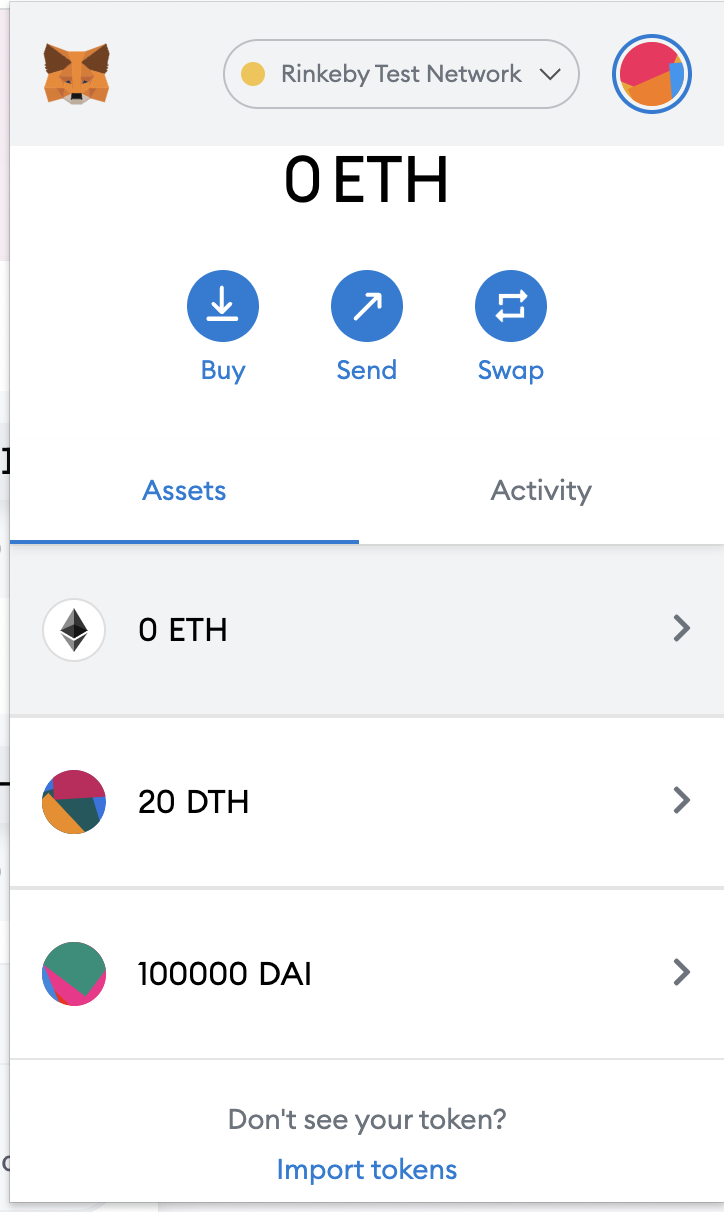 Rinkeby Test Network
0 ETH
Buy
Send
Swap
Assets
Activity
0 ETH
20 DTH
100000 DAI
Don't see your token?
Import tokens